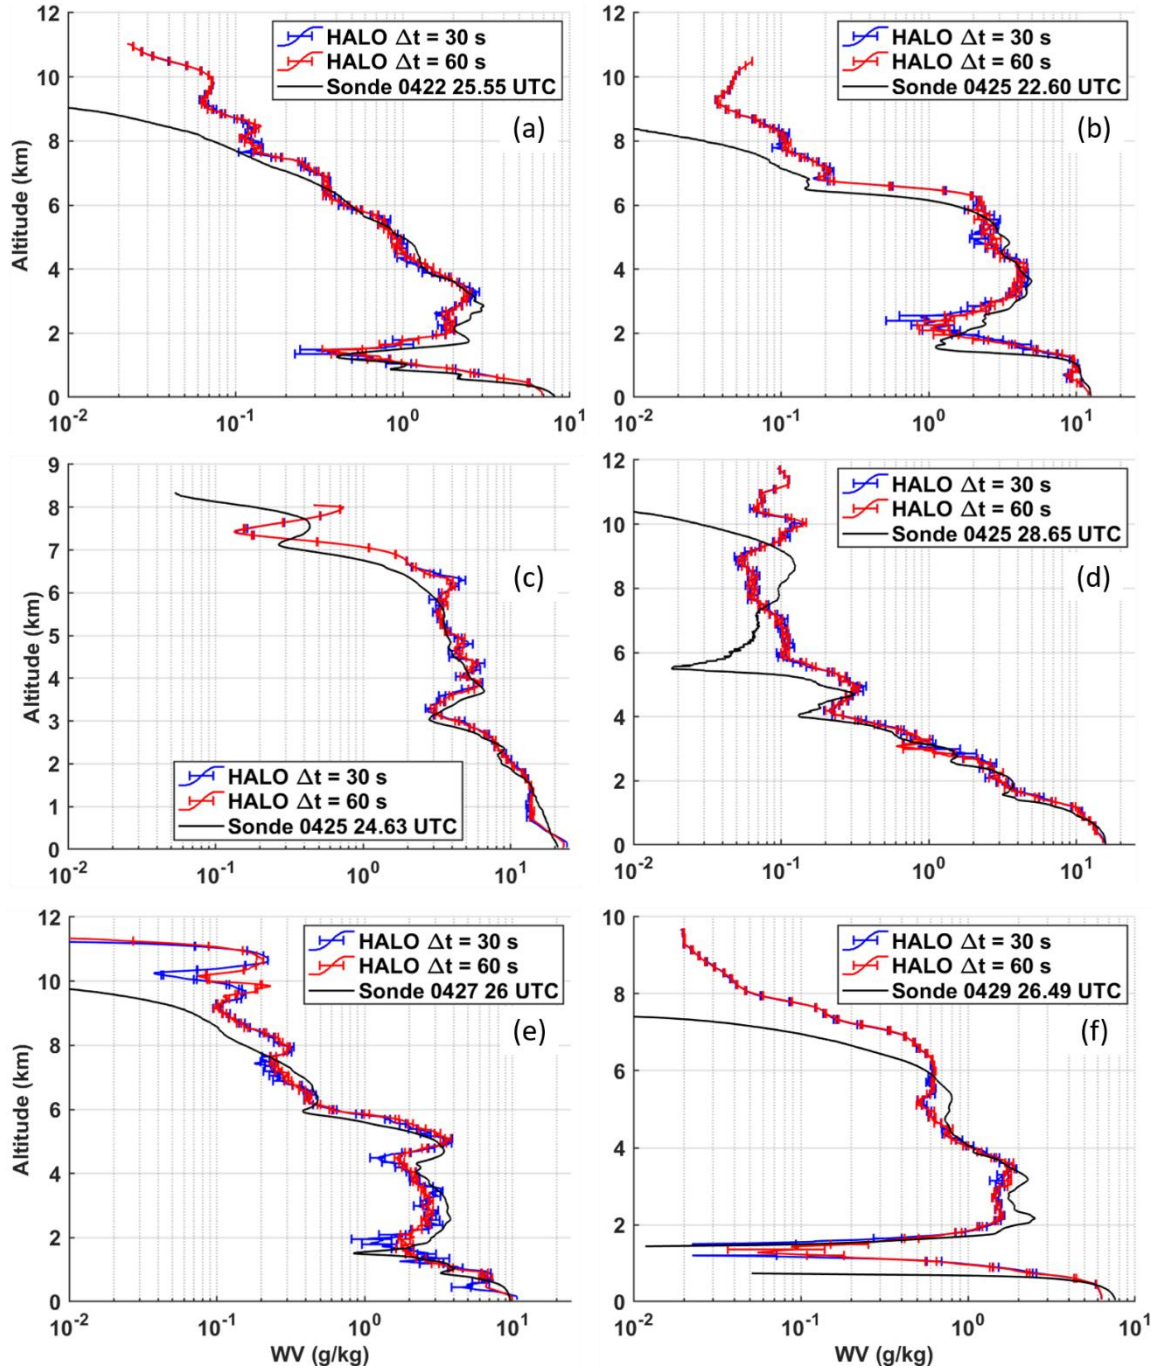 12
10
8
6
4
2
0
Altitude (km)
HALO Δt = 30 s
HALO Δt = 60 s
Sonde 0422 25.55 UTC
(a)
10-2 10-1 100 101
12
10
8
6
4
2
0
HALO Δt = 30 s
HALO Δt = 60 s
Sonde 0425 22.60 UTC
(b)
10-2 10-1 100 101
9
8
7
6
5
4
3
2
1
0
Altitude (km)
(c)
HALO Δt = 30 s
HALO Δt = 60 s
Sonde 0425 24.63 UTC
10-2 10-1 100 101
12
10
8
6
4
2
0
HALO Δt = 30 s
HALO Δt = 60 s
Sonde 0425 28.65 UTC
(d)
10-2 10-1 100 101
12
10
8
6
4
2
0
Altitude (km)
HALO Δt = 30 s
HALO Δt = 60 s
Sonde 0427 26 UTC
(e)
10-2 10-1 100 101
WV (g/kg)
10
8
6
4
2
0
HALO Δt = 30 s
HALO Δt = 60 s
Sonde 0429 26.49 UTC
(f)
10-2 10-1 100 101
WV (g/kg)